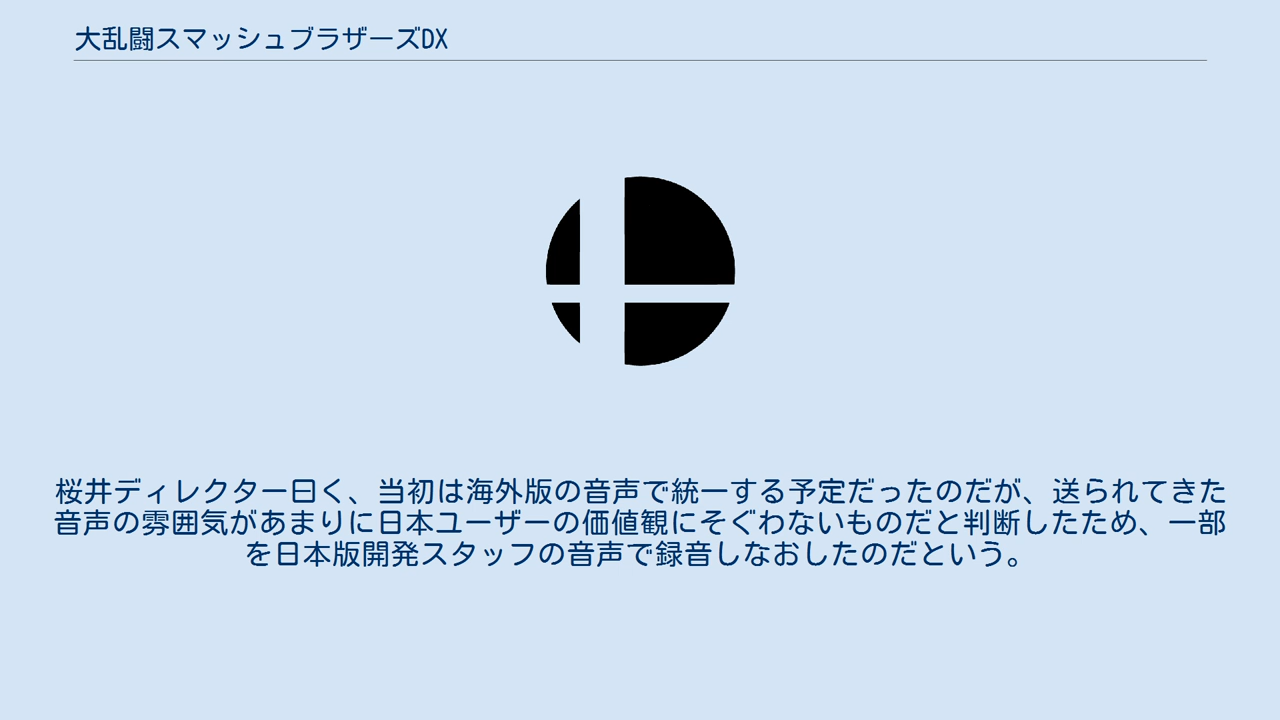 大乱闘スマッシュブラザーズDX
桜井ディレクター曰く、当初は海外版の音声で統一する予定だったのだが、送られてきた
音声の雰囲気があまりに日本ユーザーの価値観にそぐわないものだと判断したため、一部
を日本版開発スタッフの音声で録音しなおしたのだという。